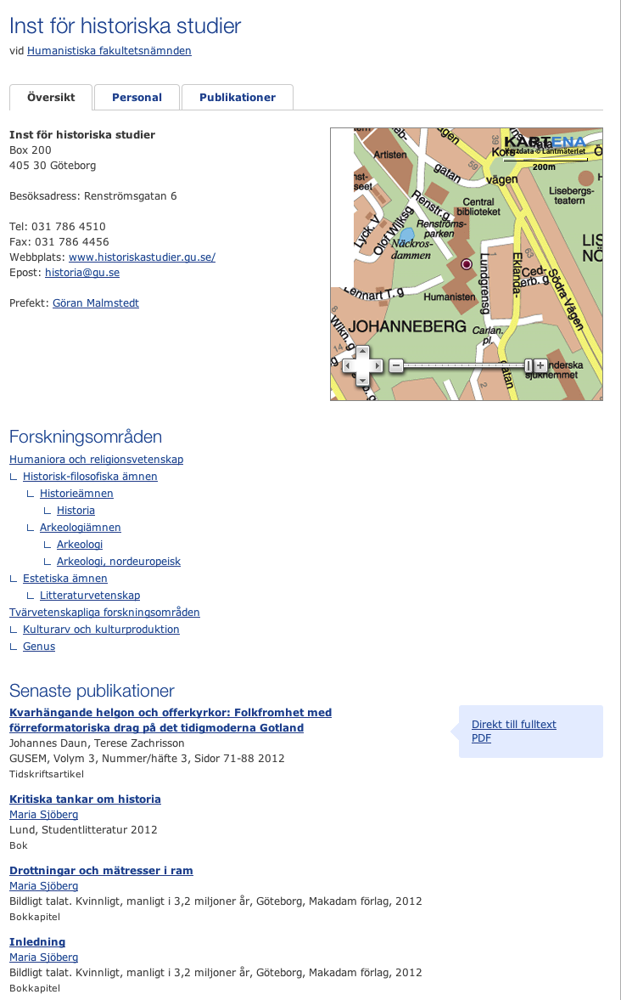 Inst för historiska studier
vid Humanistiska fakultetsnämnden
Översikt
Personal
Publikationer
Inst för historiska studier
Box 200
405 30 Göteborg
Besöksadress: Renströmsgatan 6
Tel: 031 786 4510
Fax: 031 786 4456
Webbplats: www.historiskastudier.gu.se/
Epost: historia@gu.se
Prefekt: Göran Malmstedt
KARTENA
Kartdata © Lantmäteriet
200m
Artisten
gatan
59
39
vägen
Renstr.g
Central
biblioteket
Lisebergs-
teatern
Renströms-
parken
Olof Wijksg
Lyck. V
Näckros-
dammen
Lundgrensg
Eklanda-
63
Ced-
erb. g
Södra Vägen
Lennart T. g
Humanisten
JOHANNEBERG
Carlan.
pl.
Wikn. g
8
14
gatan
2
Forskningsområden
Humaniora och religionsvetenskap
Historisk-filosofiska ämnen
Historieämnen
Historia
Arkeologiämnen
Arkeologi
Arkeologi, nordeuropeisk
Estetiska ämnen
Litteraturvetenskap
Tvärvetenskapliga forskningsområden
Kulturarv och kulturproduktion
Genus
Senaste publikationer
Kvarhängande helgon och offerkyrkor: Folkfromhet med
förreformatoriska drag på det tidigmoderna Gotland
Johannes Daun, Terese Zachrisson
GUSEM, Volym 3, Nummer/häfte 3, Sidor 71-88 2012
Tidskriftsartikel
Direkt till fulltext
PDF
Kritiska tankar om historia
Maria Sjöberg
Lund, Studentlitteratur 2012
Bok
Drottningar och mätresser i ram
Maria Sjöberg
Bildligt talat. Kvinnligt, manligt i 3,2 miljoner år, Göteborg, Makadam förlag, 2012
Bokkapitel
Inledning
Maria Sjöberg
Bildligt talat. Kvinnligt, manligt i 3,2 miljoner år, Göteborg, Makadam förlag, 2012
Bokkapitel